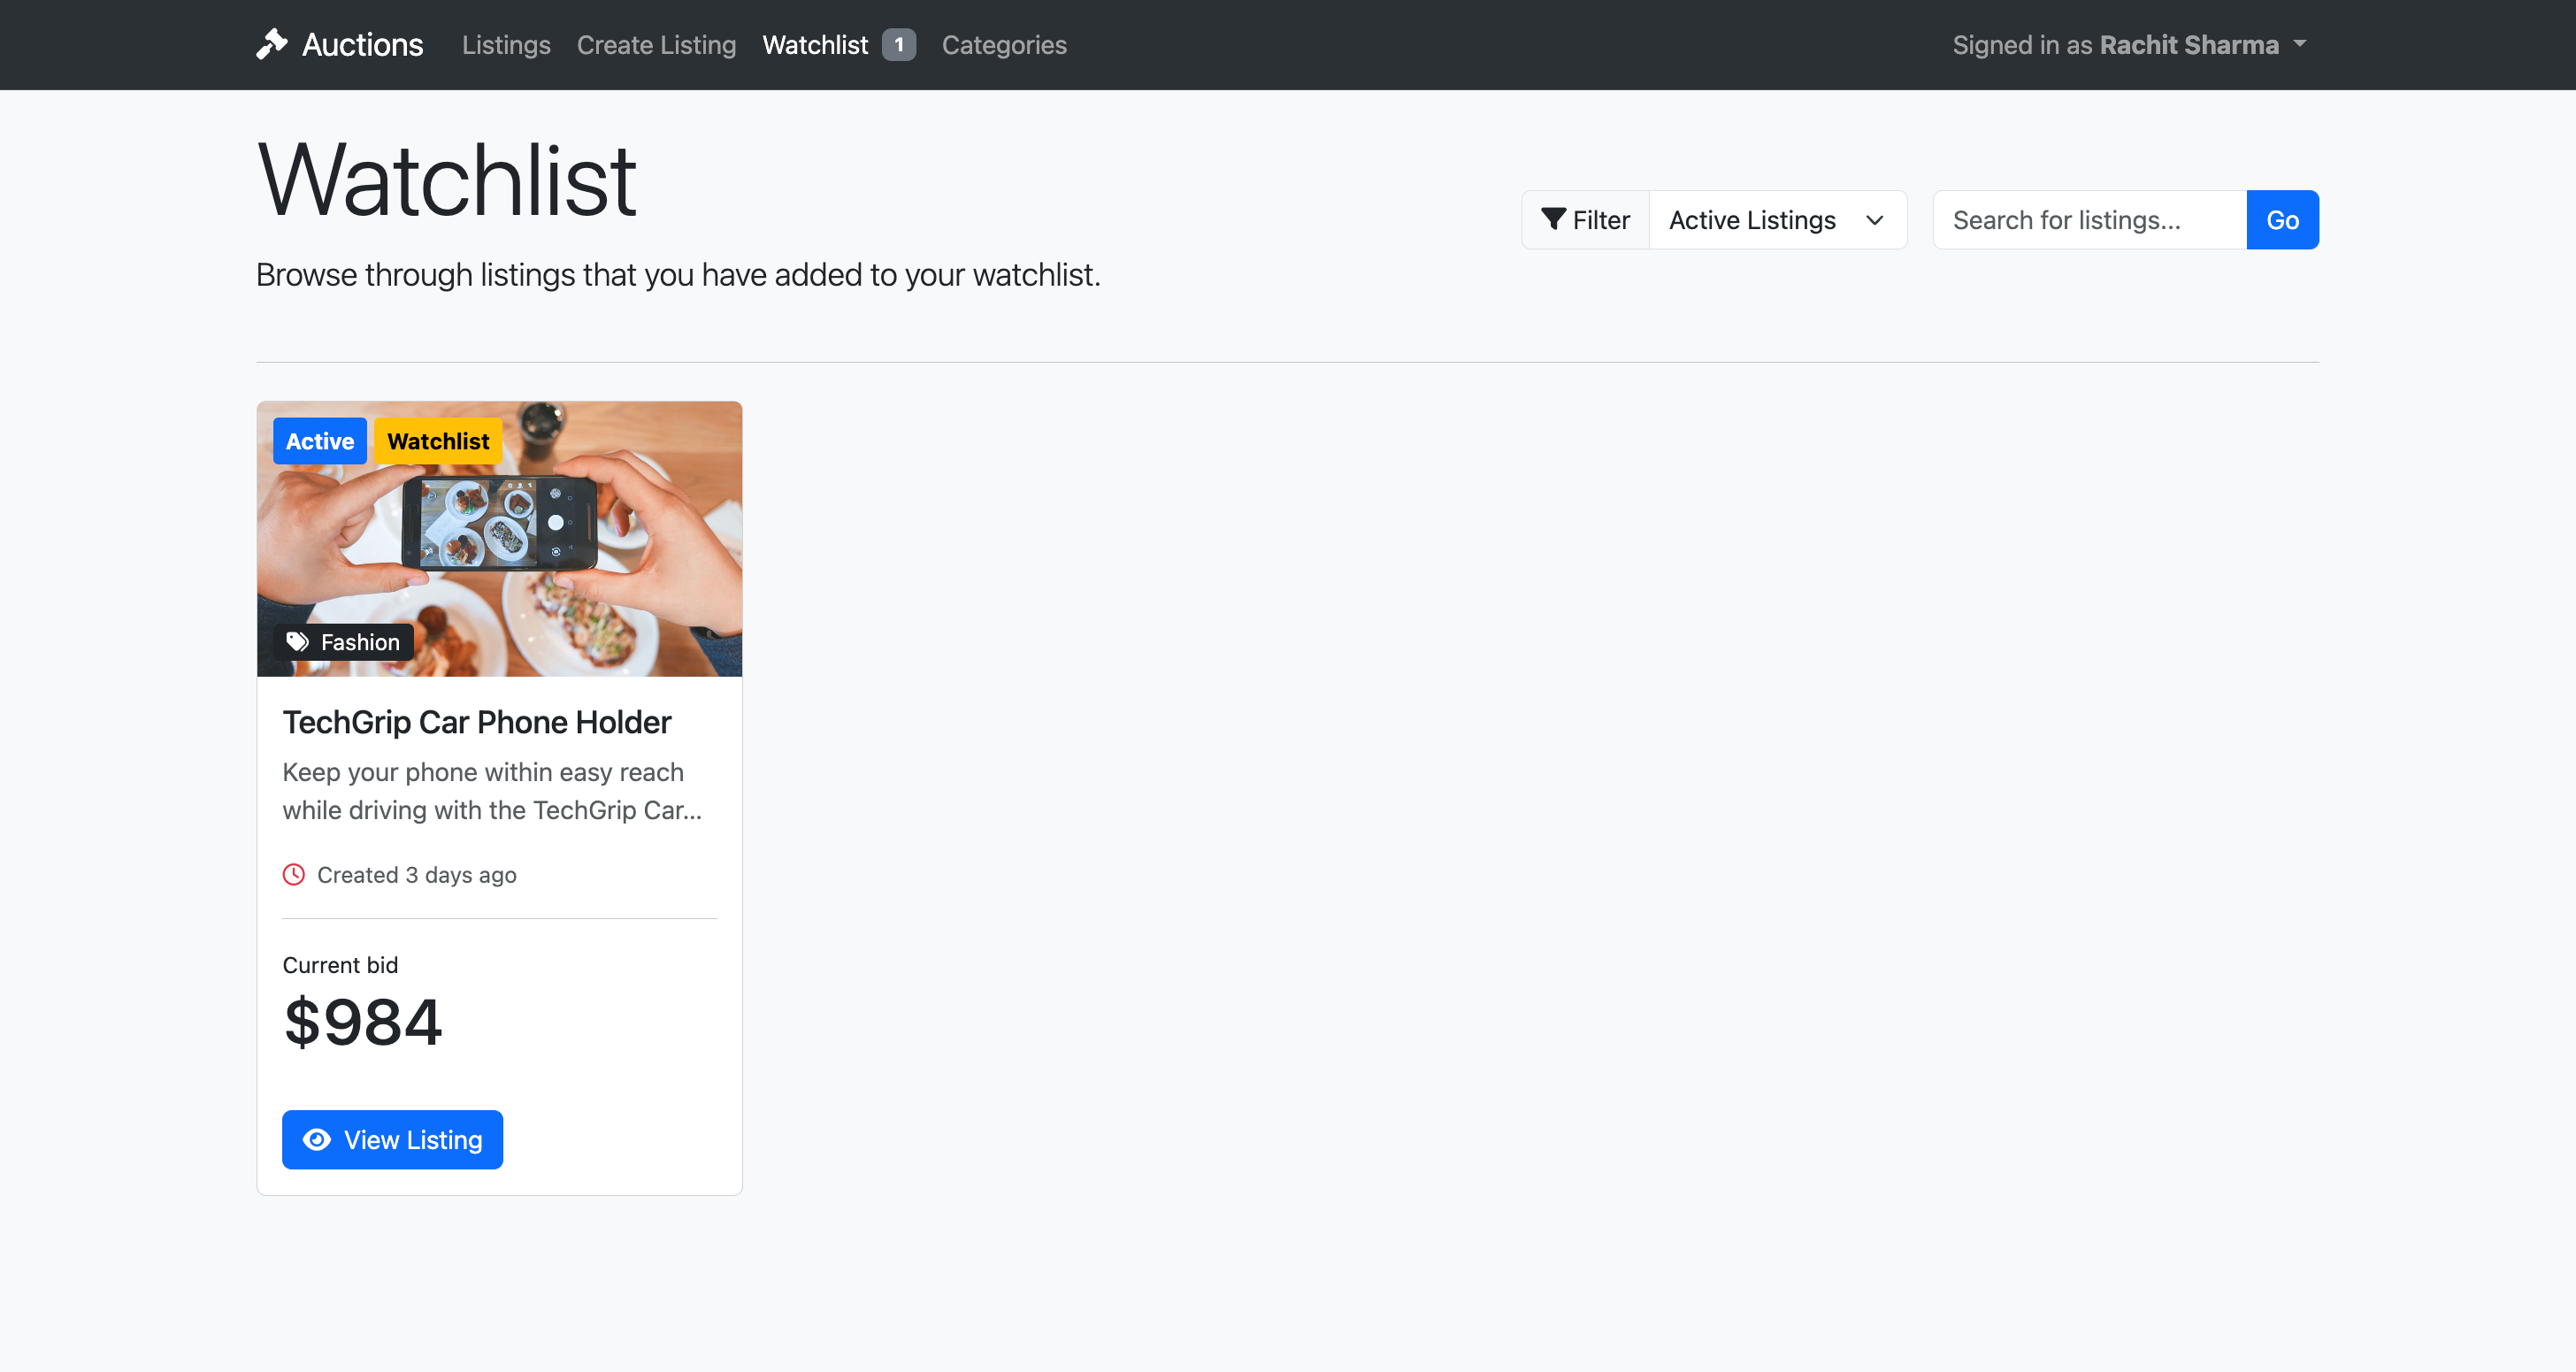 Auctions Listings Create Listing Watchlist 1 Categories Signed in as Rachit Sharma
Watchlist
Filter Active Listings Search for listings... Go
Browse through listings that you have added to your watchlist.
Active Watchlist
Fashion
TechGrip Car Phone Holder
Keep your phone within easy reach
while driving with the TechGrip Car...
Created 3 days ago
Current bid
$984
View Listing